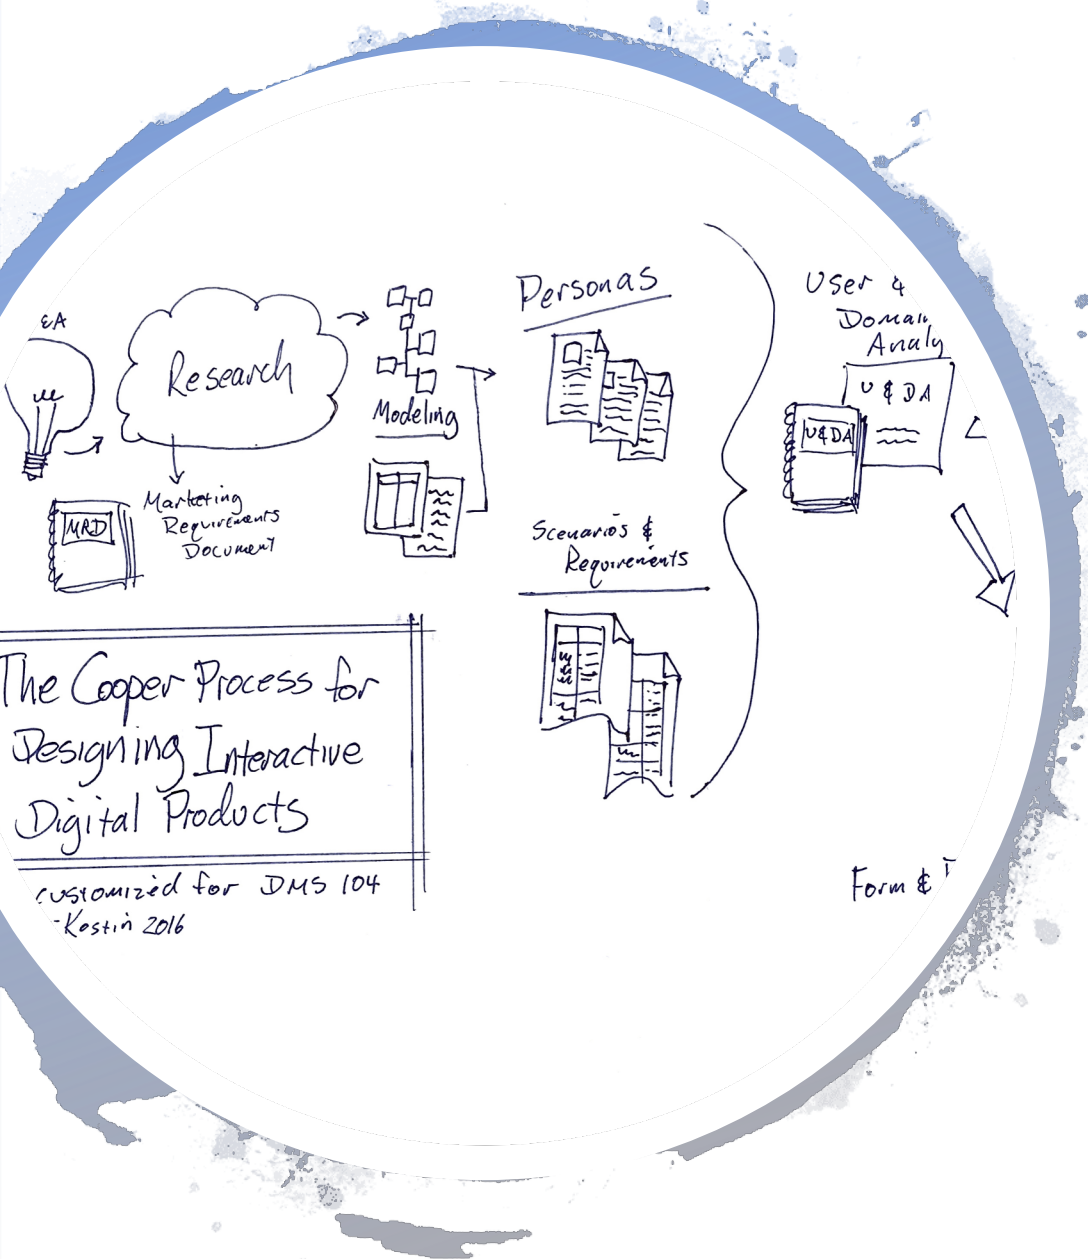 Research
Modeling
Personas
User &
Domain
Analy
U & DA
U&DA
MRD
Marketing
Requirements
Document
Scenarios &
Requirements
The Cooper Process for
Designing Interactive
Digital Products
customized for DMS 104
-Kostin 2016
Form &